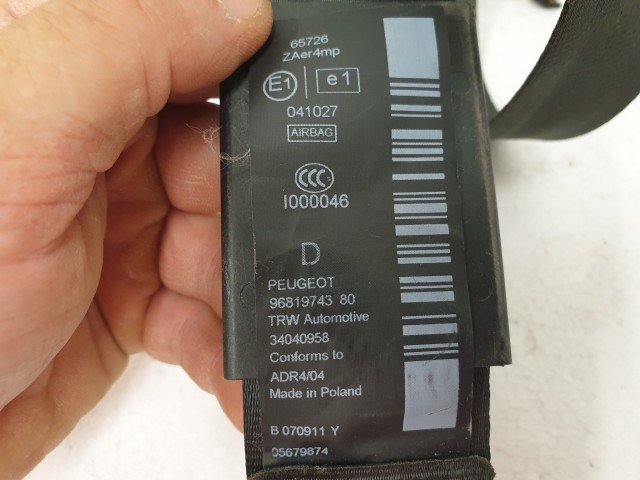 65726
ZAer4mp
E1 e1
041027
AIRBAG
CCC
I000046
D
PEUGEOT
96819743 80
TRW Automotive
34040958
Conforms lo
ADR4/04
Made in Poland
B 070911 Y
05679874